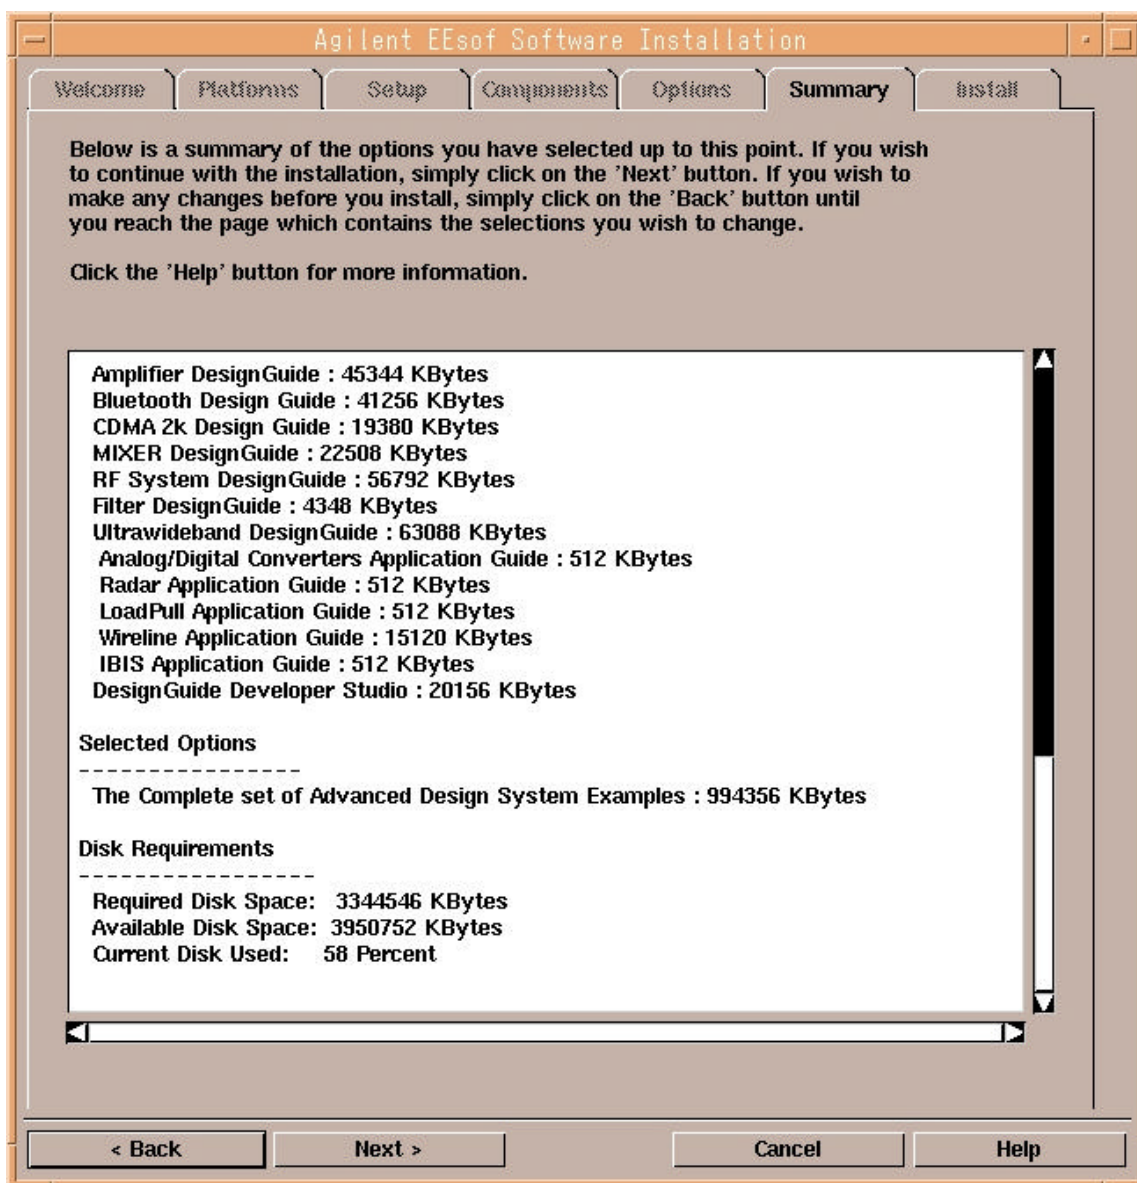 Agilent EEsof Software Installation
Welcome Platforms Setup Components Options Summary Install
Below is a summary of the options you have selected up to this point. If you wish
to continue with the installation, simply click on the 'Next' button. If you wish to
make any changes before you install, simply click on the 'Back' button until
you reach the page which contains the selections you wish to change.
Click the 'Help' button for more information.
Amplifier DesignGuide : 45344 KBytes
Bluetooth Design Guide : 41256 KBytes
CDMA 2k Design Guide : 19380 KBytes
MIXER DesignGuide : 22508 KBytes
RF System DesignGuide : 56792 KBytes
Filter DesignGuide : 4348 KBytes
Ultrawideband DesignGuide : 63088 KBytes
Analog/Digital Converters Application Guide : 512 KBytes
Radar Application Guide : 512 KBytes
LoadPull Application Guide : 512 KBytes
Wireline Application Guide : 15120 KBytes
IBIS Application Guide : 512 KBytes
DesignGuide Developer Studio : 20156 KBytes
Selected Options
----------------
The Complete set of Advanced Design System Examples : 994356 KBytes
Disk Requirements
-----------------
Required Disk Space: 3344546 KBytes
Available Disk Space: 3950752 KBytes
Current Disk Used: 58 Percent
< Back Next > Cancel Help